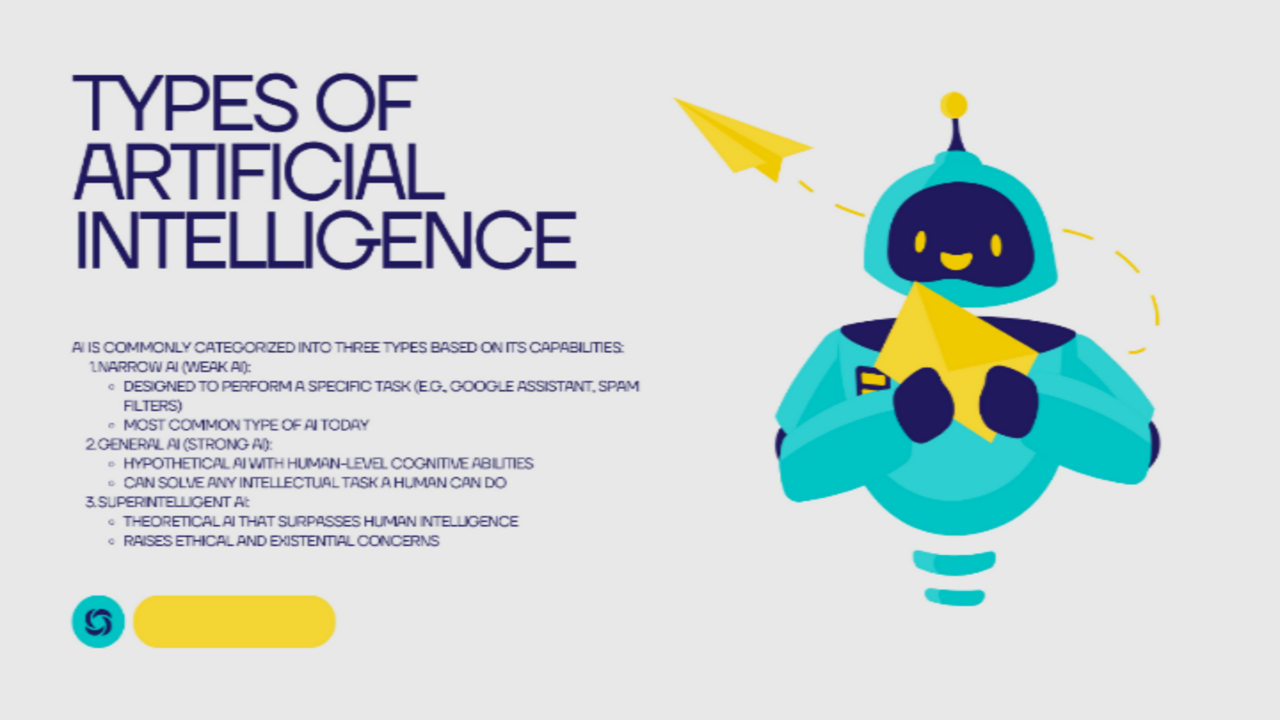 TYPES OF
ARTIFICIAL
INTELLIGENCE
AI IS COMMONLY CATEGORIZED INTO THREE TYPES BASED ON ITS CAPABILITIES:
1.NARROW AI (WEAK AI):
◦ DESIGNED TO PERFORM A SPECIFIC TASK (E.G., GOOGLE ASSISTANT, SPAM
FILTERS)
◦ MOST COMMON TYPE OF AI TODAY
2.GENERAL AI (STRONG AI):
◦ HYPOTHETICAL AI WITH HUMAN-LEVEL COGNITIVE ABILITIES
◦ CAN SOLVE ANY INTELLECTUAL TASK A HUMAN CAN DO
3.SUPERINTELLIGENT AI:
◦ THEORETICAL AI THAT SURPASSES HUMAN INTELLIGENCE
◦ RAISES ETHICAL AND EXISTENTIAL CONCERNS